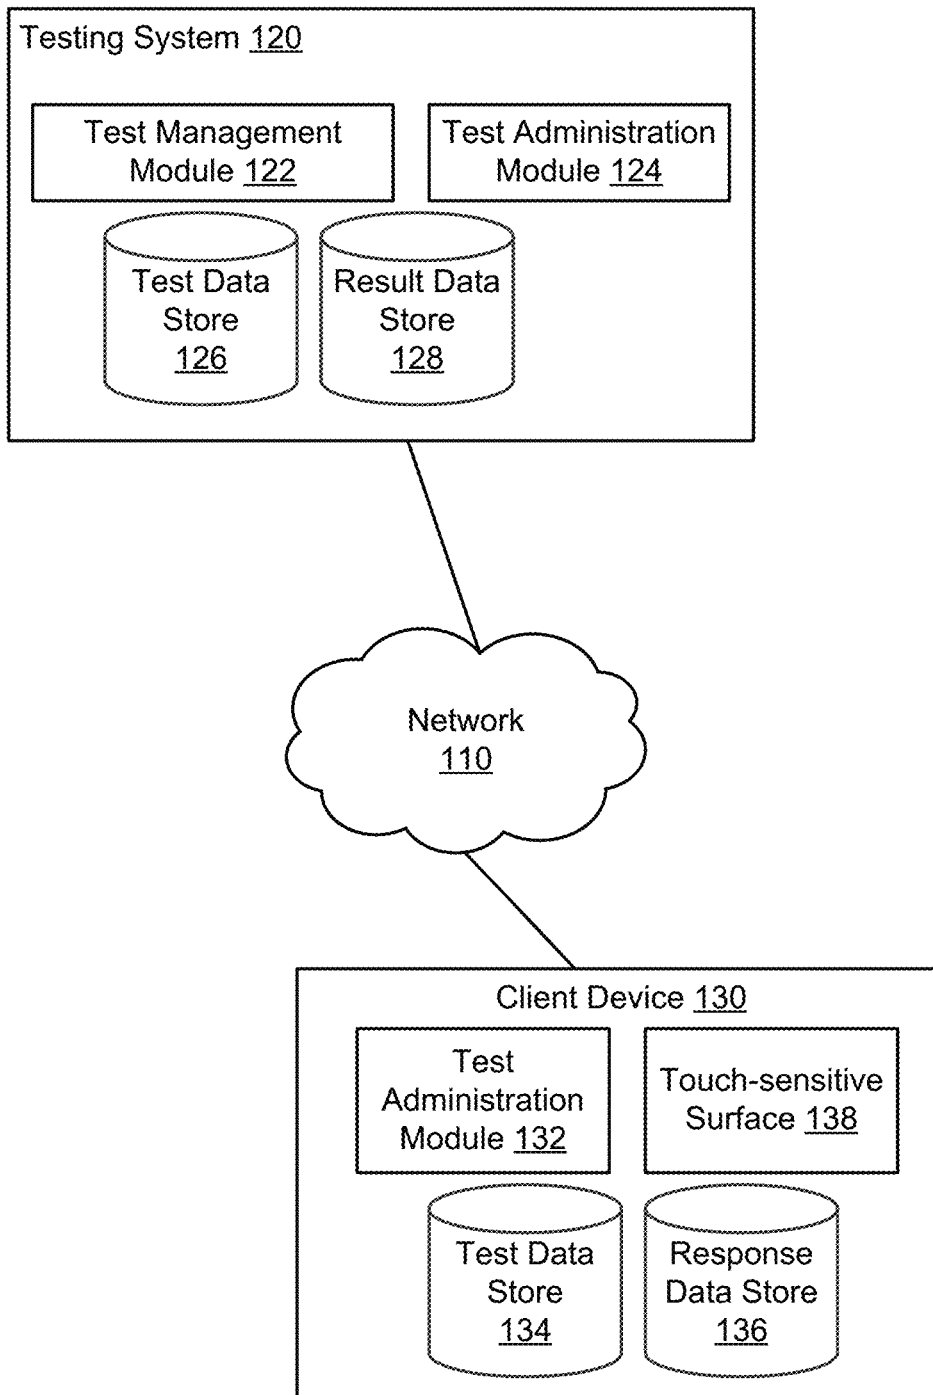 Testing System 120
Test Management
Module 122
Test Administration
Module 124
Test Data
Store
126
Result Data
Store
128
Network
110
Client Device 130
Test
Administration
Module 132
Touch-sensitive
Surface 138
Test Data
Store
134
Response
Data Store
136